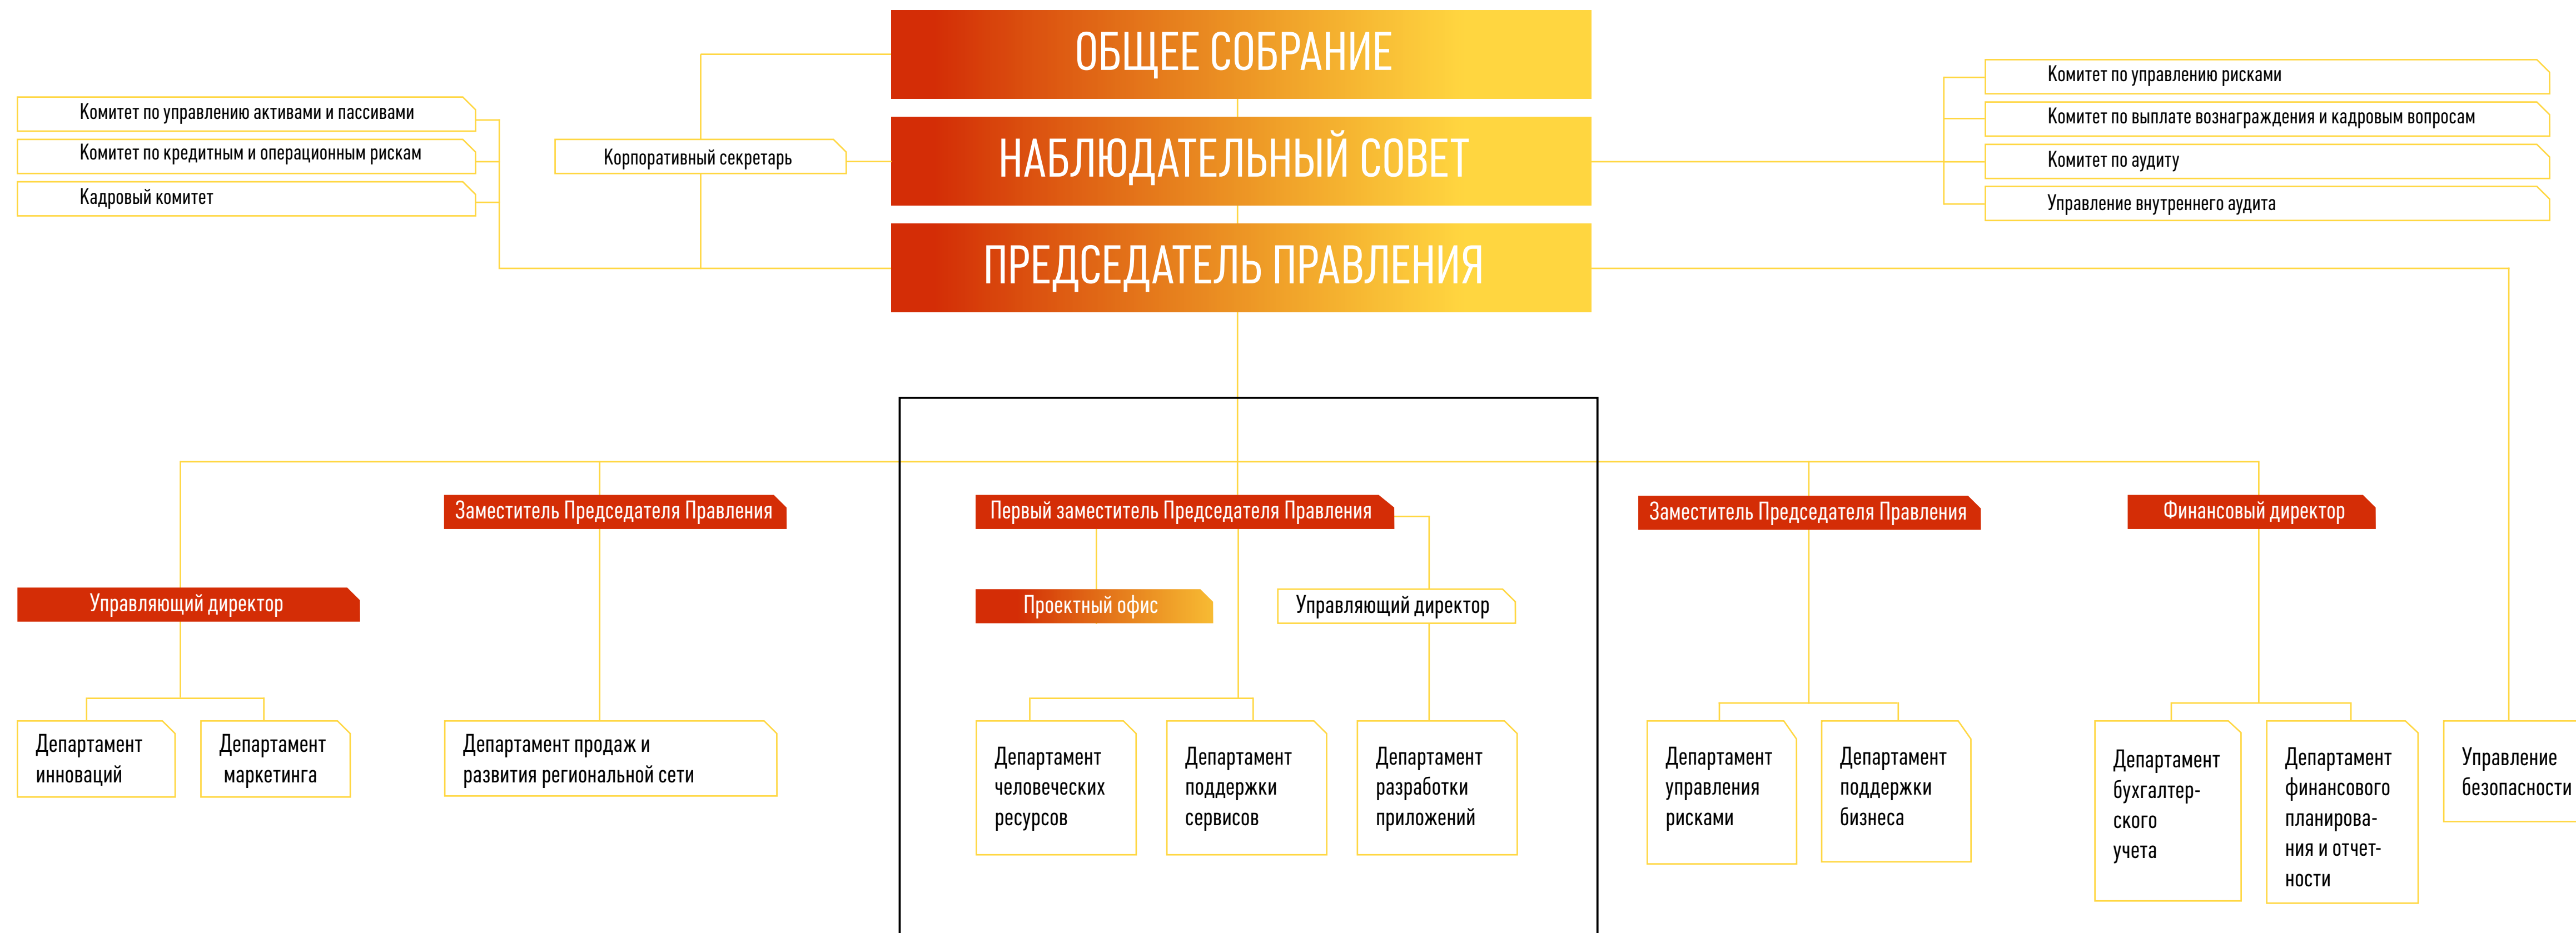 ОБЩЕЕ СОБРАНИЕ
НАБЛЮДАТЕЛЬНЫЙ СОВЕТ
ПРЕДСЕДАТЕЛЬ ПРАВЛЕНИЯ
Комитет по управлению активами и пассивами
Комитет по кредитным и операционным рискам
Кадровый комитет
Корпоративный секретарь
Комитет по управлению рисками
Комитет по выплате вознаграждения и кадровым вопросам
Комитет по аудиту
Управление внутреннего аудита
Заместитель Председателя Правления
Первый заместитель Председателя Правления
Заместитель Председателя Правления
Финансовый директор
Управляющий директор
Проектный офис
Управляющий директор
Департамент
инноваций
Департамент
маркетинга
Департамент продаж и
развития региональной сети
Департамент
человеческих
ресурсов
Департамент
поддержки
сервисов
Департамент
разработки
приложений
Департамент
управления
рисками
Департамент
поддержки
бизнеса
Департамент
бухгалтер-
ского
учета
Департамент
финансового
планирова-
ния и отчет-
ности
Управление
безопасности